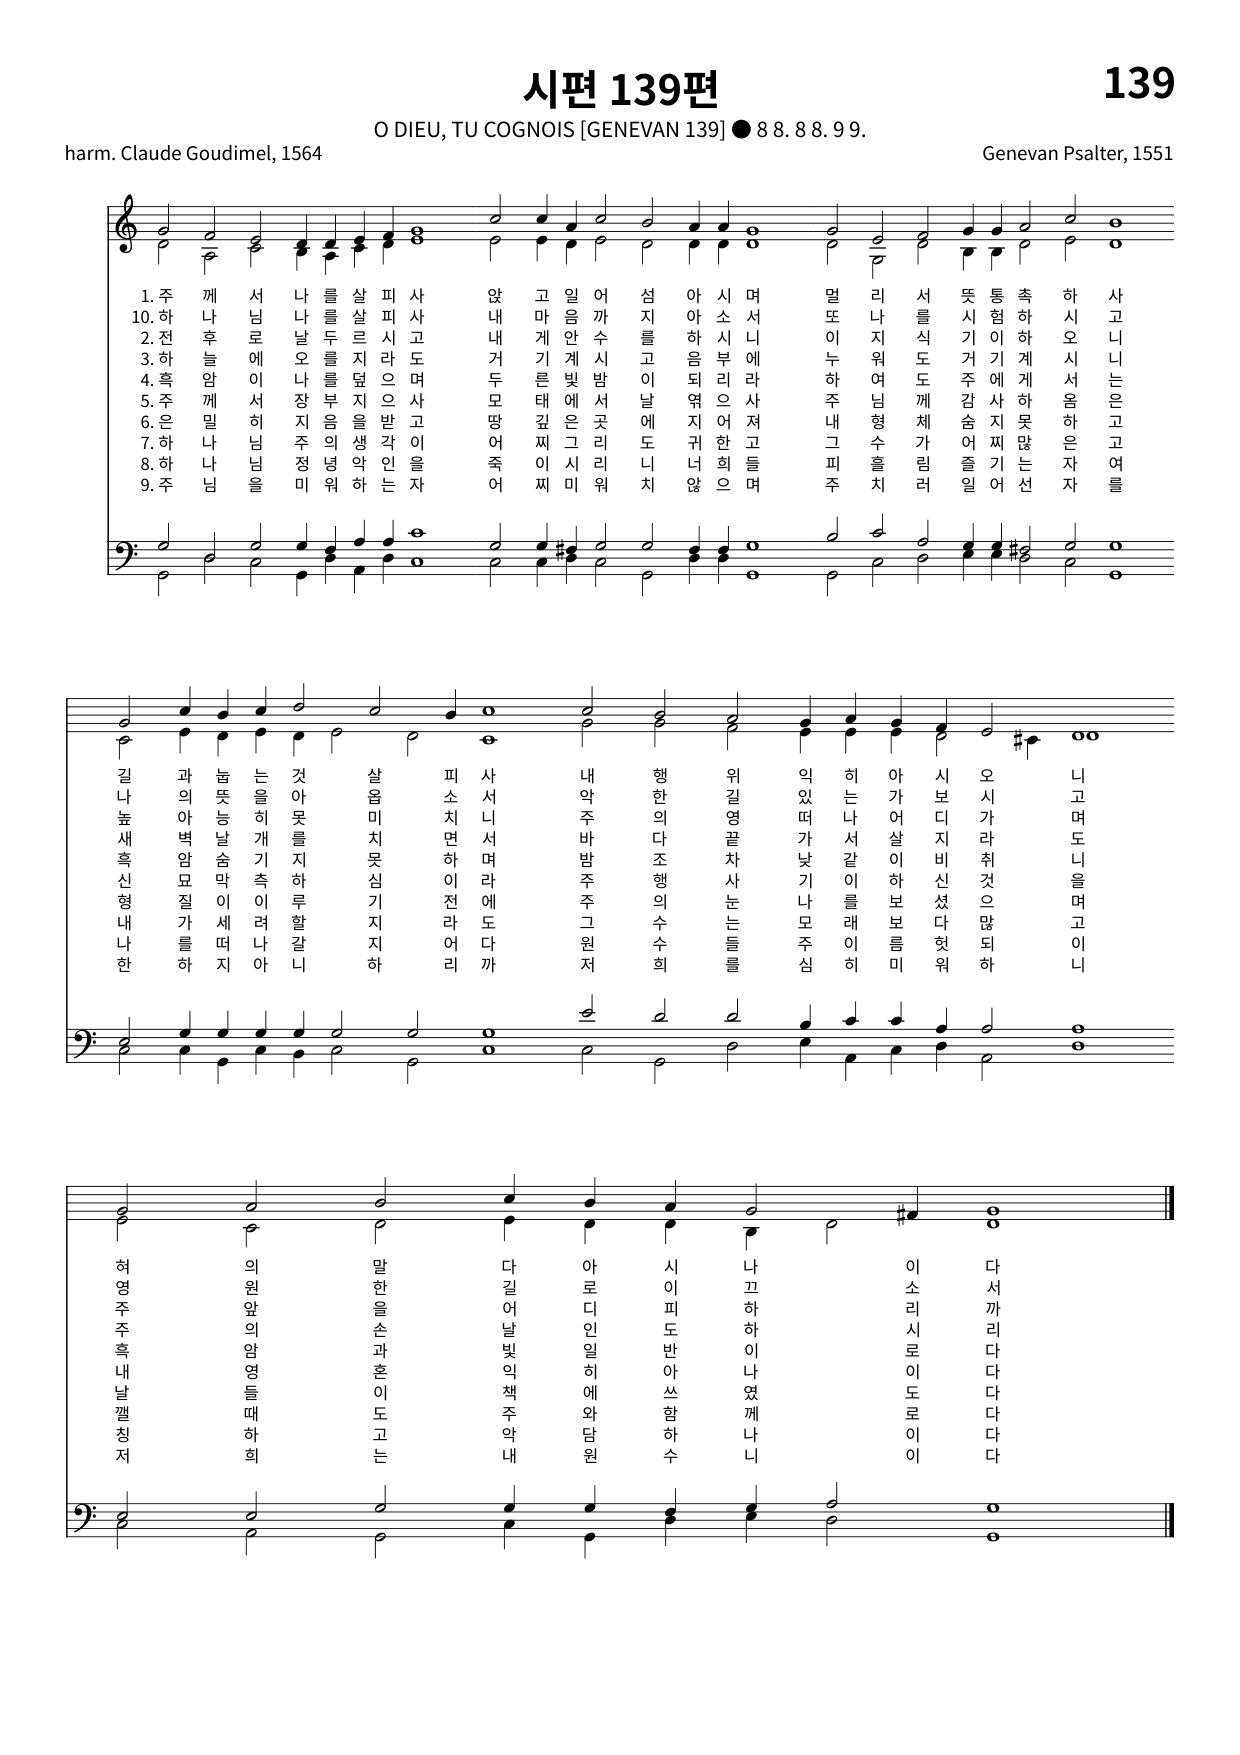 시편 139편
139
O DIEU, TU COGNOIS [GENEVAN 139] ● 8 8. 8 8. 9 9.
harm. Claude Goudimel, 1564
Genevan Psalter, 1551
1. 주 께 서 나 를 살 피 사 앉 고 일 어 섬 아 시 며 멀 리 서 뜻 통 촉 하 사
10. 하 나 님 나 를 살 피 사 내 마 음 까 지 아 소 서 또 나 를 시 험 하 시 고
2. 전 후 로 날 두 르 시 고 내 게 안 수 를 하 시 니 이 지 식 기 이 하 오 니
3. 하 늘 에 오 를 지 라 도 거 기 계 시 고 음 부 에 누 워 도 거 기 계 시 니
4. 흑 암 이 나 를 덮 으 며 두 른 빛 밤 이 되 리 라 하 여 도 주 에 게 서 는
5. 주 께 서 장 부 지 으 사 모 태 에 서 날 엮 으 사 주 님 께 감 사 하 옴 은
6. 은 밀 히 지 음 을 받 고 땅 깊 은 곳 에 지 어 져 내 형 체 숨 지 못 하 고
7. 하 나 님 주 의 생 각 이 어 찌 그 리 도 귀 한 고 그 수 가 어 찌 많 은 고
8. 하 나 님 정 녕 악 인 을 죽 이 시 리 니 너 희 들 피 흘 림 즐 기 는 자 여
9. 주 님 을 미 워 하 는 자 어 찌 미 워 치 않 으 며 주 치 러 일 어 선 자 를
길 과 눕 는 것 살 피 사 내 행 위 익 히 아 시 오 니
나 의 뜻 을 아 옵 소 서 악 한 길 있 는 가 보 시 고
높 아 능 히 못 미 치 니 주 의 영 떠 나 어 디 가 며
새 벽 날 개 를 치 면 서 바 다 끝 가 서 살 지 라 도
흑 암 숨 기 지 못 하 며 밤 조 차 낮 같 이 비 취 니
신 묘 막 측 하 심 이 라 주 행 사 기 이 하 신 것 을
형 질 이 이 루 기 전 에 주 의 눈 나 를 보 셨 으 며
내 가 세 려 할 지 라 도 그 수 는 모 래 보 다 많 고
나 를 떠 나 갈 지 어 다 원 수 들 주 이 름 헛 되 이
한 하 지 아 니 하 리 까 저 희 를 심 히 미 워 하 니
혀 의 말 다 아 시 나 이 다
영 원 한 길 로 이 끄 소 서
주 앞 을 어 디 피 하 리 까
주 의 손 날 인 도 하 시 리
흑 암 과 빛 일 반 이 로 다
내 영 혼 익 히 아 나 이 다
날 들 이 책 에 쓰 였 도 다
깰 때 도 주 와 함 께 로 다
칭 하 고 악 담 하 나 이 다
저 희 는 내 원 수 니 이 다